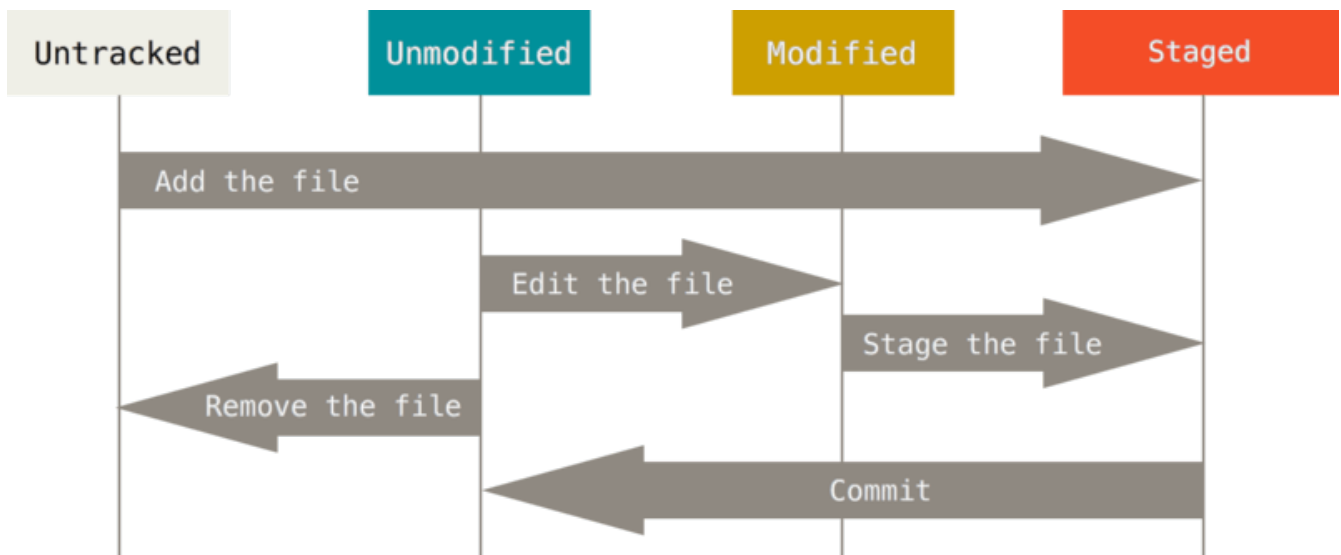 Untracked
Unmodified
Modified
Staged
Add the file
Edit the file
Stage the file
Remove the file
Commit